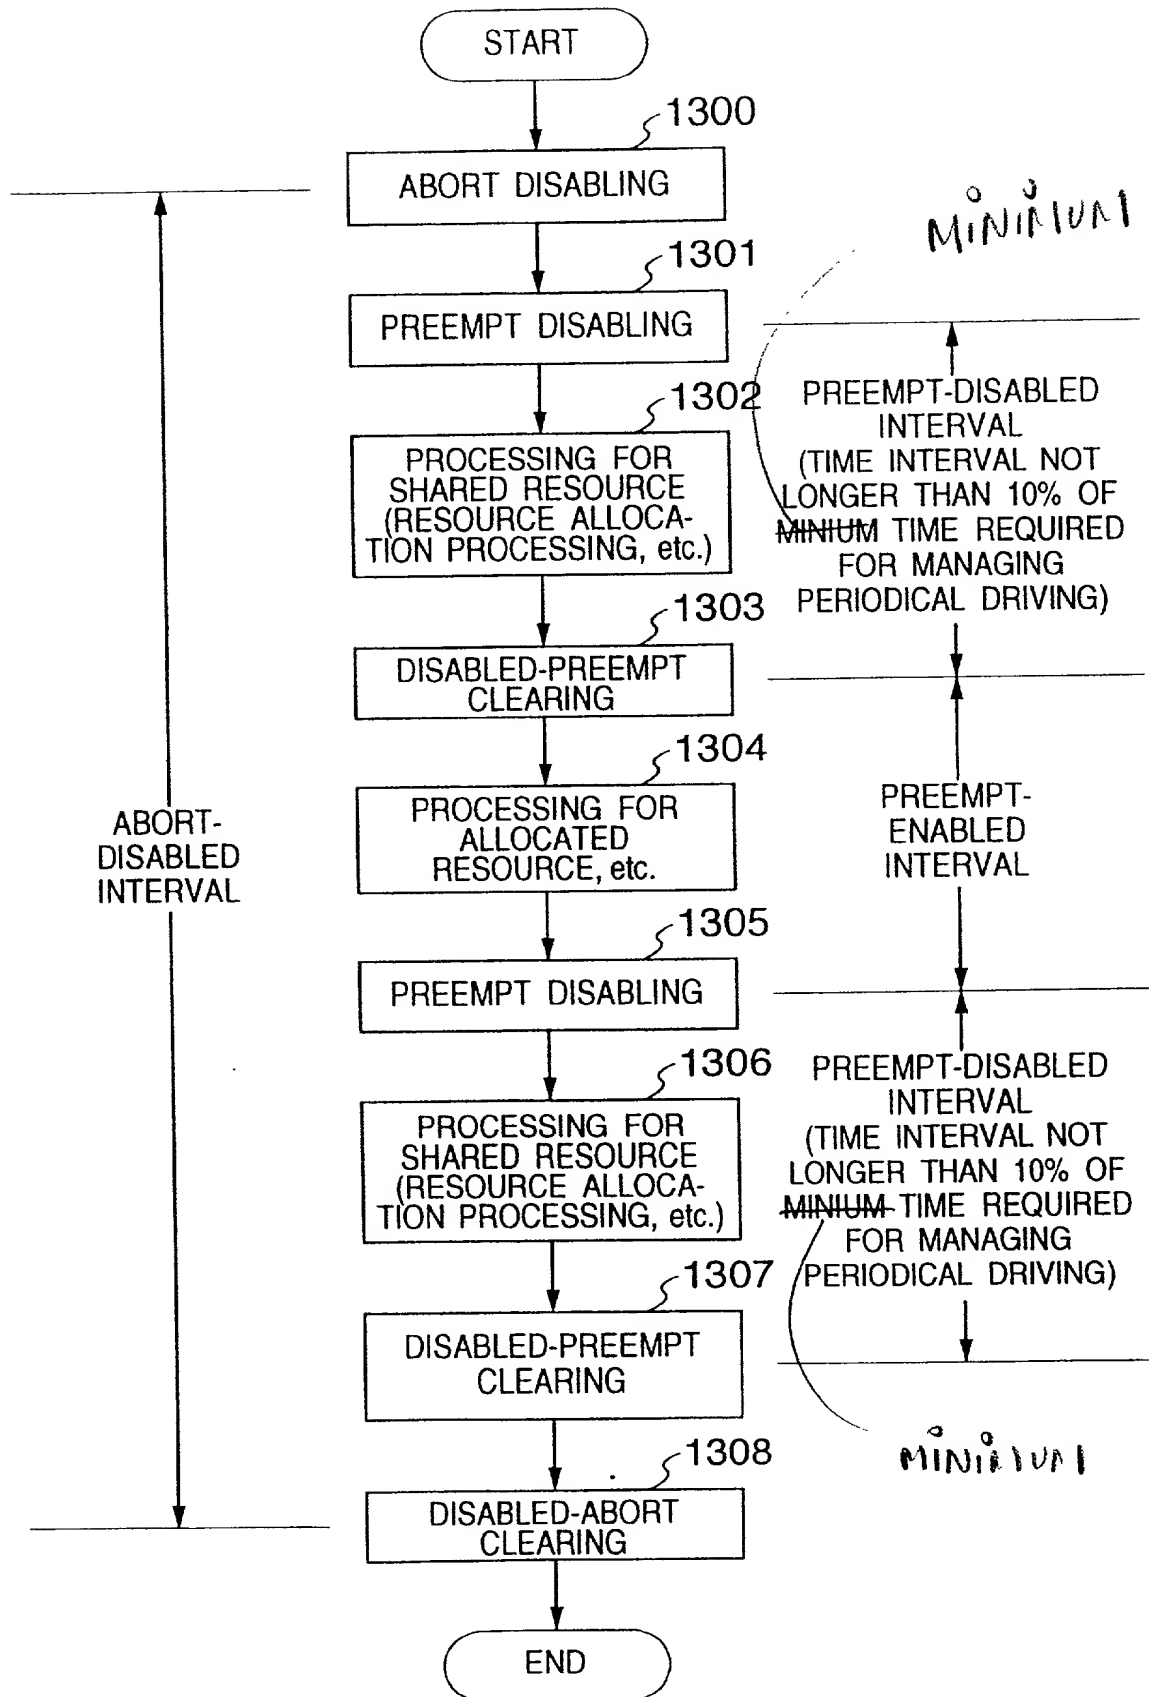 START
1300
ABORT DISABLING
MINIMUM
1301
PREEMPT DISABLING
1302
PROCESSING FOR
SHARED RESOURCE
(RESOURCE ALLOCA-
TION PROCESSING, etc.)
PREEMPT-DISABLED
INTERVAL
(TIME INTERVAL NOT
LONGER THAN 10% OF
MINIUM TIME REQUIRED
FOR MANAGING
PERIODICAL DRIVING)
1303
DISABLED-PREEMPT
CLEARING
1304
PROCESSING FOR
ALLOCATED
RESOURCE, etc.
ABORT-
DISABLED
INTERVAL
PREEMPT-
ENABLED
INTERVAL
1305
PREEMPT DISABLING
1306
PROCESSING FOR
SHARED RESOURCE
(RESOURCE ALLOCA-
TION PROCESSING, etc.)
PREEMPT-DISABLED
INTERVAL
(TIME INTERVAL NOT
LONGER THAN 10% OF
MINIUM TIME REQUIRED
FOR MANAGING
PERIODICAL DRIVING)
1307
DISABLED-PREEMPT
CLEARING
MINIMUM
1308
DISABLED-ABORT
CLEARING
END